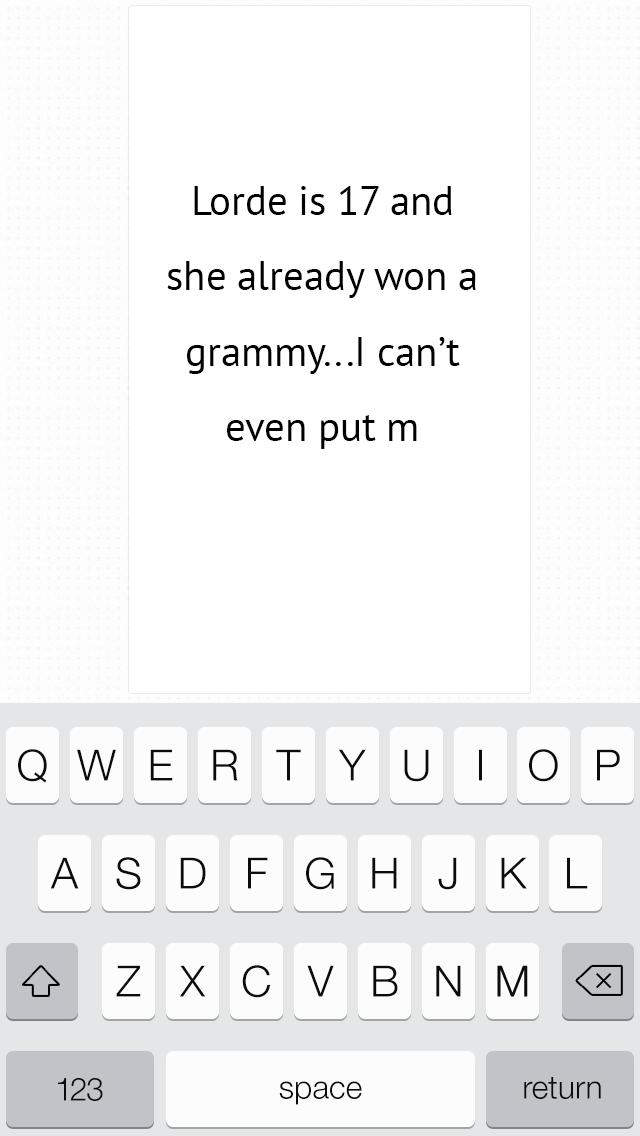 Lorde is 17 and
she already won a
grammy...I can’t
even put m
Q W E R T Y U I O P
A S D F G H J K L
Z X C V B N M
123 space return